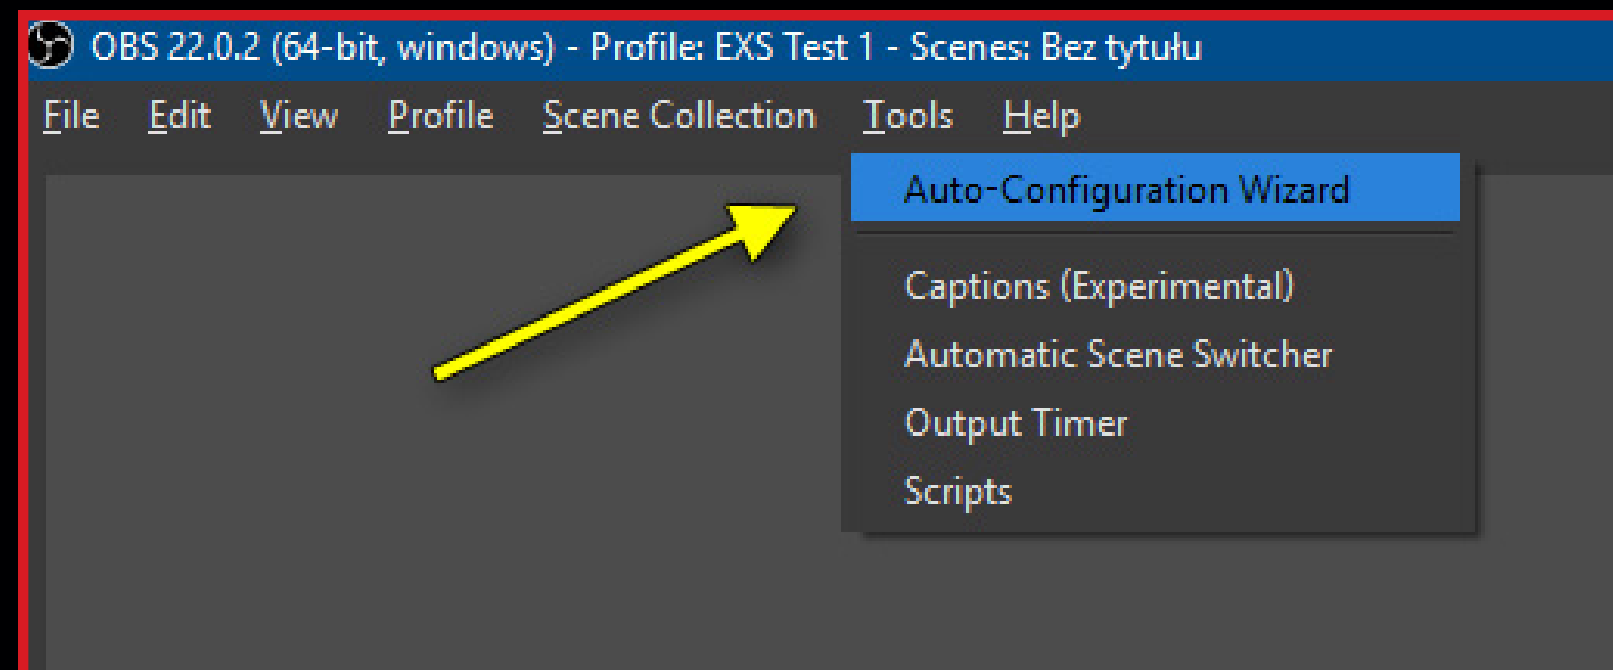 OBS 22.0.2 (64-bit, windows) - Profile: EXS Test 1 - Scenes: Bez tytułu
File Edit View Profile Scene Collection Tools Help
Auto-Configuration Wizard
Captions (Experimental)
Automatic Scene Switcher
Output Timer
Scripts